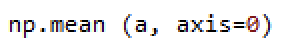 np.mean (a, axis=0)